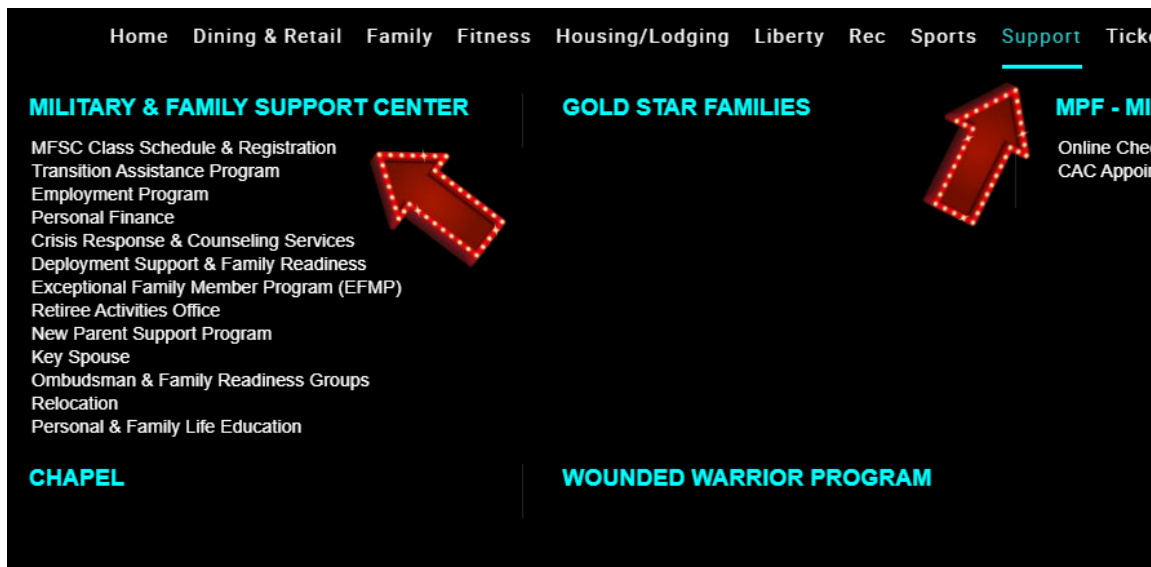 Home Dining & Retail Family Fitness Housing/Lodging Liberty Rec Sports Support
MILITARY & FAMILY SUPPORT CENTER
MFSC Class Schedule & Registration
Transition Assistance Program
Employment Program
Personal Finance
Crisis Response & Counseling Services
Deployment Support & Family Readiness
Exceptional Family Member Program (EFMP)
Retiree Activities Office
New Parent Support Program
Key Spouse
Ombudsman & Family Readiness Groups
Relocation
Personal & Family Life Education
GOLD STAR FAMILIES
MPF -
Online
CAC
CHAPEL
WOUNDED WARRIOR PROGRAM